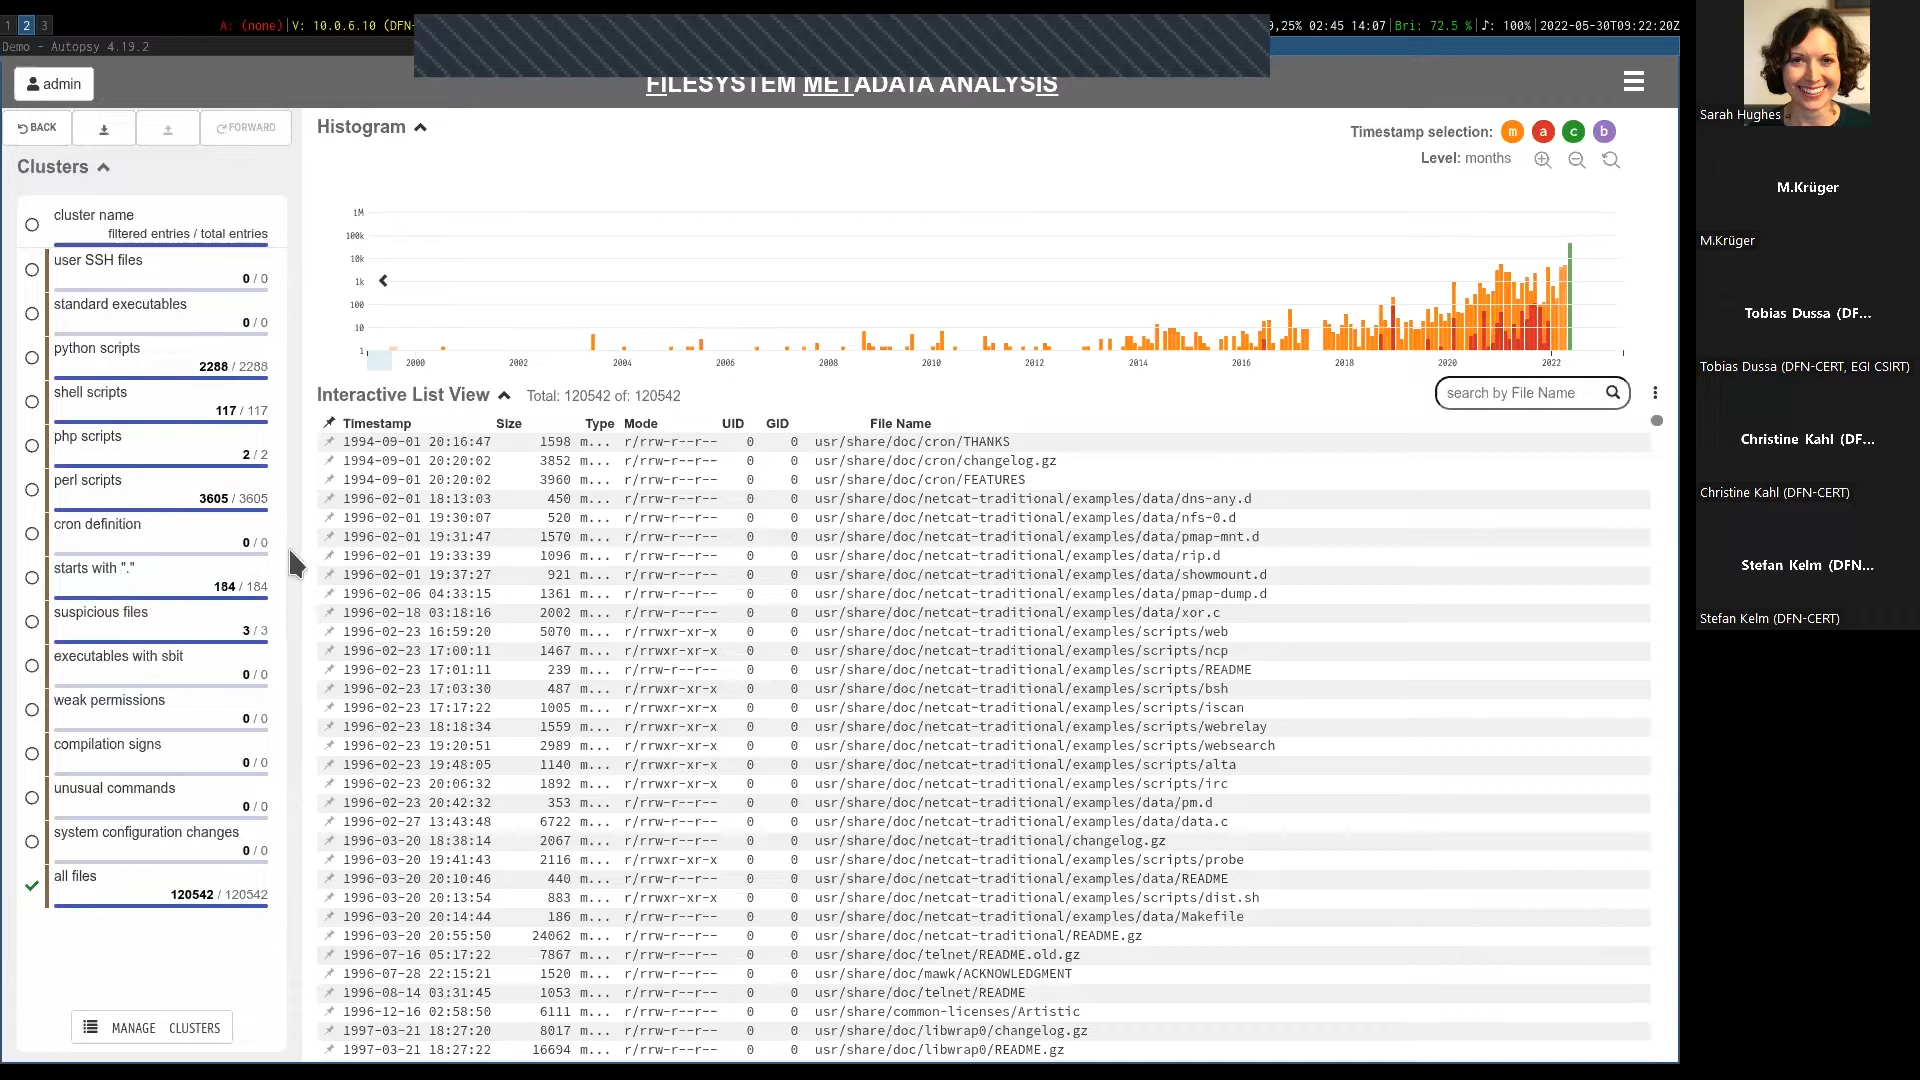 1 2 3 A: (none)|V: 10.0.6.10 (DFN- ,25% 02:45 14:07|Bri: 72.5 %|♪: 100%|2022-05-30T09:22:20Z
Demo - Autopsy 4.19.2
admin
FILESYSTEM METADATA ANALYSIS
BACK FORWARD
Clusters
cluster name
filtered entries / total entries
user SSH files
0 / 0
standard executables
0 / 0
python scripts
2288 / 2288
shell scripts
117 / 117
php scripts
2 / 2
perl scripts
3605 / 3605
cron definition
0 / 0
starts with "."
184 / 184
suspicious files
3 / 3
executables with sbit
0 / 0
weak permissions
0 / 0
compilation signs
0 / 0
unusual commands
0 / 0
system configuration changes
0 / 0
all files
120542 / 120542
MANAGE CLUSTERS
Histogram
Timestamp selection: m a c b
Level: months
1M
100k
10k
1k
100
10
1
2000 2002 2004 2006 2008 2010 2012 2014 2016 2018 2020 2022
Interactive List View Total: 120542 of: 120542
search by File Name
Timestamp Size Type Mode UID GID File Name
1994-09-01 20:16:47 1598 m... r/rrw-r--r-- 0 0 usr/share/doc/cron/THANKS
1994-09-01 20:20:02 3852 m... r/rrw-r--r-- 0 0 usr/share/doc/cron/changelog.gz
1994-09-01 20:20:02 3960 m... r/rrw-r--r-- 0 0 usr/share/doc/cron/FEATURES
1996-02-01 18:13:03 450 m... r/rrw-r--r-- 0 0 usr/share/doc/netcat-traditional/examples/data/dns-any.d
1996-02-01 19:30:07 520 m... r/rrw-r--r-- 0 0 usr/share/doc/netcat-traditional/examples/data/nfs-0.d
1996-02-01 19:31:47 1570 m... r/rrw-r--r-- 0 0 usr/share/doc/netcat-traditional/examples/data/pmap-mnt.d
1996-02-01 19:33:39 1096 m... r/rrw-r--r-- 0 0 usr/share/doc/netcat-traditional/examples/data/rip.d
1996-02-01 19:37:27 921 m... r/rrw-r--r-- 0 0 usr/share/doc/netcat-traditional/examples/data/showmount.d
1996-02-06 04:33:15 1361 m... r/rrw-r--r-- 0 0 usr/share/doc/netcat-traditional/examples/data/pmap-dump.d
1996-02-18 03:18:16 2002 m... r/rrw-r--r-- 0 0 usr/share/doc/netcat-traditional/examples/data/xor.c
1996-02-23 16:59:20 5070 m... r/rrwxr-xr-x 0 0 usr/share/doc/netcat-traditional/examples/scripts/web
1996-02-23 17:00:11 1467 m... r/rrwxr-xr-x 0 0 usr/share/doc/netcat-traditional/examples/scripts/ncp
1996-02-23 17:01:11 239 m... r/rrw-r--r-- 0 0 usr/share/doc/netcat-traditional/examples/scripts/README
1996-02-23 17:03:30 487 m... r/rrwxr-xr-x 0 0 usr/share/doc/netcat-traditional/examples/scripts/bsh
1996-02-23 17:17:22 1005 m... r/rrwxr-xr-x 0 0 usr/share/doc/netcat-traditional/examples/scripts/iscan
1996-02-23 18:18:34 1559 m... r/rrwxr-xr-x 0 0 usr/share/doc/netcat-traditional/examples/scripts/webrelay
1996-02-23 19:20:51 2989 m... r/rrwxr-xr-x 0 0 usr/share/doc/netcat-traditional/examples/scripts/websearch
1996-02-23 19:48:05 1140 m... r/rrwxr-xr-x 0 0 usr/share/doc/netcat-traditional/examples/scripts/alta
1996-02-23 20:06:32 1892 m... r/rrwxr-xr-x 0 0 usr/share/doc/netcat-traditional/examples/scripts/irc
1996-02-23 20:42:32 353 m... r/rrw-r--r-- 0 0 usr/share/doc/netcat-traditional/examples/data/pm.d
1996-02-27 13:43:48 6722 m... r/rrw-r--r-- 0 0 usr/share/doc/netcat-traditional/examples/data/data.c
1996-03-20 18:38:14 2067 m... r/rrw-r--r-- 0 0 usr/share/doc/netcat-traditional/changelog.gz
1996-03-20 19:41:43 2116 m... r/rrwxr-xr-x 0 0 usr/share/doc/netcat-traditional/examples/scripts/probe
1996-03-20 20:10:46 440 m... r/rrw-r--r-- 0 0 usr/share/doc/netcat-traditional/examples/data/README
1996-03-20 20:13:54 883 m... r/rrwxr-xr-x 0 0 usr/share/doc/netcat-traditional/examples/scripts/dist.sh
1996-03-20 20:14:44 186 m... r/rrw-r--r-- 0 0 usr/share/doc/netcat-traditional/examples/data/Makefile
1996-03-20 20:55:50 24062 m... r/rrw-r--r-- 0 0 usr/share/doc/netcat-traditional/README.gz
1996-07-16 05:17:22 7867 m... r/rrw-r--r-- 0 0 usr/share/doc/telnet/README.old.gz
1996-07-28 22:15:21 1520 m... r/rrw-r--r-- 0 0 usr/share/doc/mawk/ACKNOWLEDGMENT
1996-08-14 03:31:45 1053 m... r/rrw-r--r-- 0 0 usr/share/doc/telnet/README
1996-12-16 02:58:50 6111 m... r/rrw-r--r-- 0 0 usr/share/common-licenses/Artistic
1997-03-21 18:27:20 8017 m... r/rrw-r--r-- 0 0 usr/share/doc/libwrap0/changelog.gz
1997-03-21 18:27:22 16694 m... r/rrw-r--r-- 0 0 usr/share/doc/libwrap0/README.gz
Sarah Hughes
M.Krüger
M.Krüger
Tobias Dussa (DF...
Tobias Dussa (DFN-CERT, EGI CSIRT)
Christine Kahl (DF...
Christine Kahl (DFN-CERT)
Stefan Kelm (DFN...
Stefan Kelm (DFN-CERT)